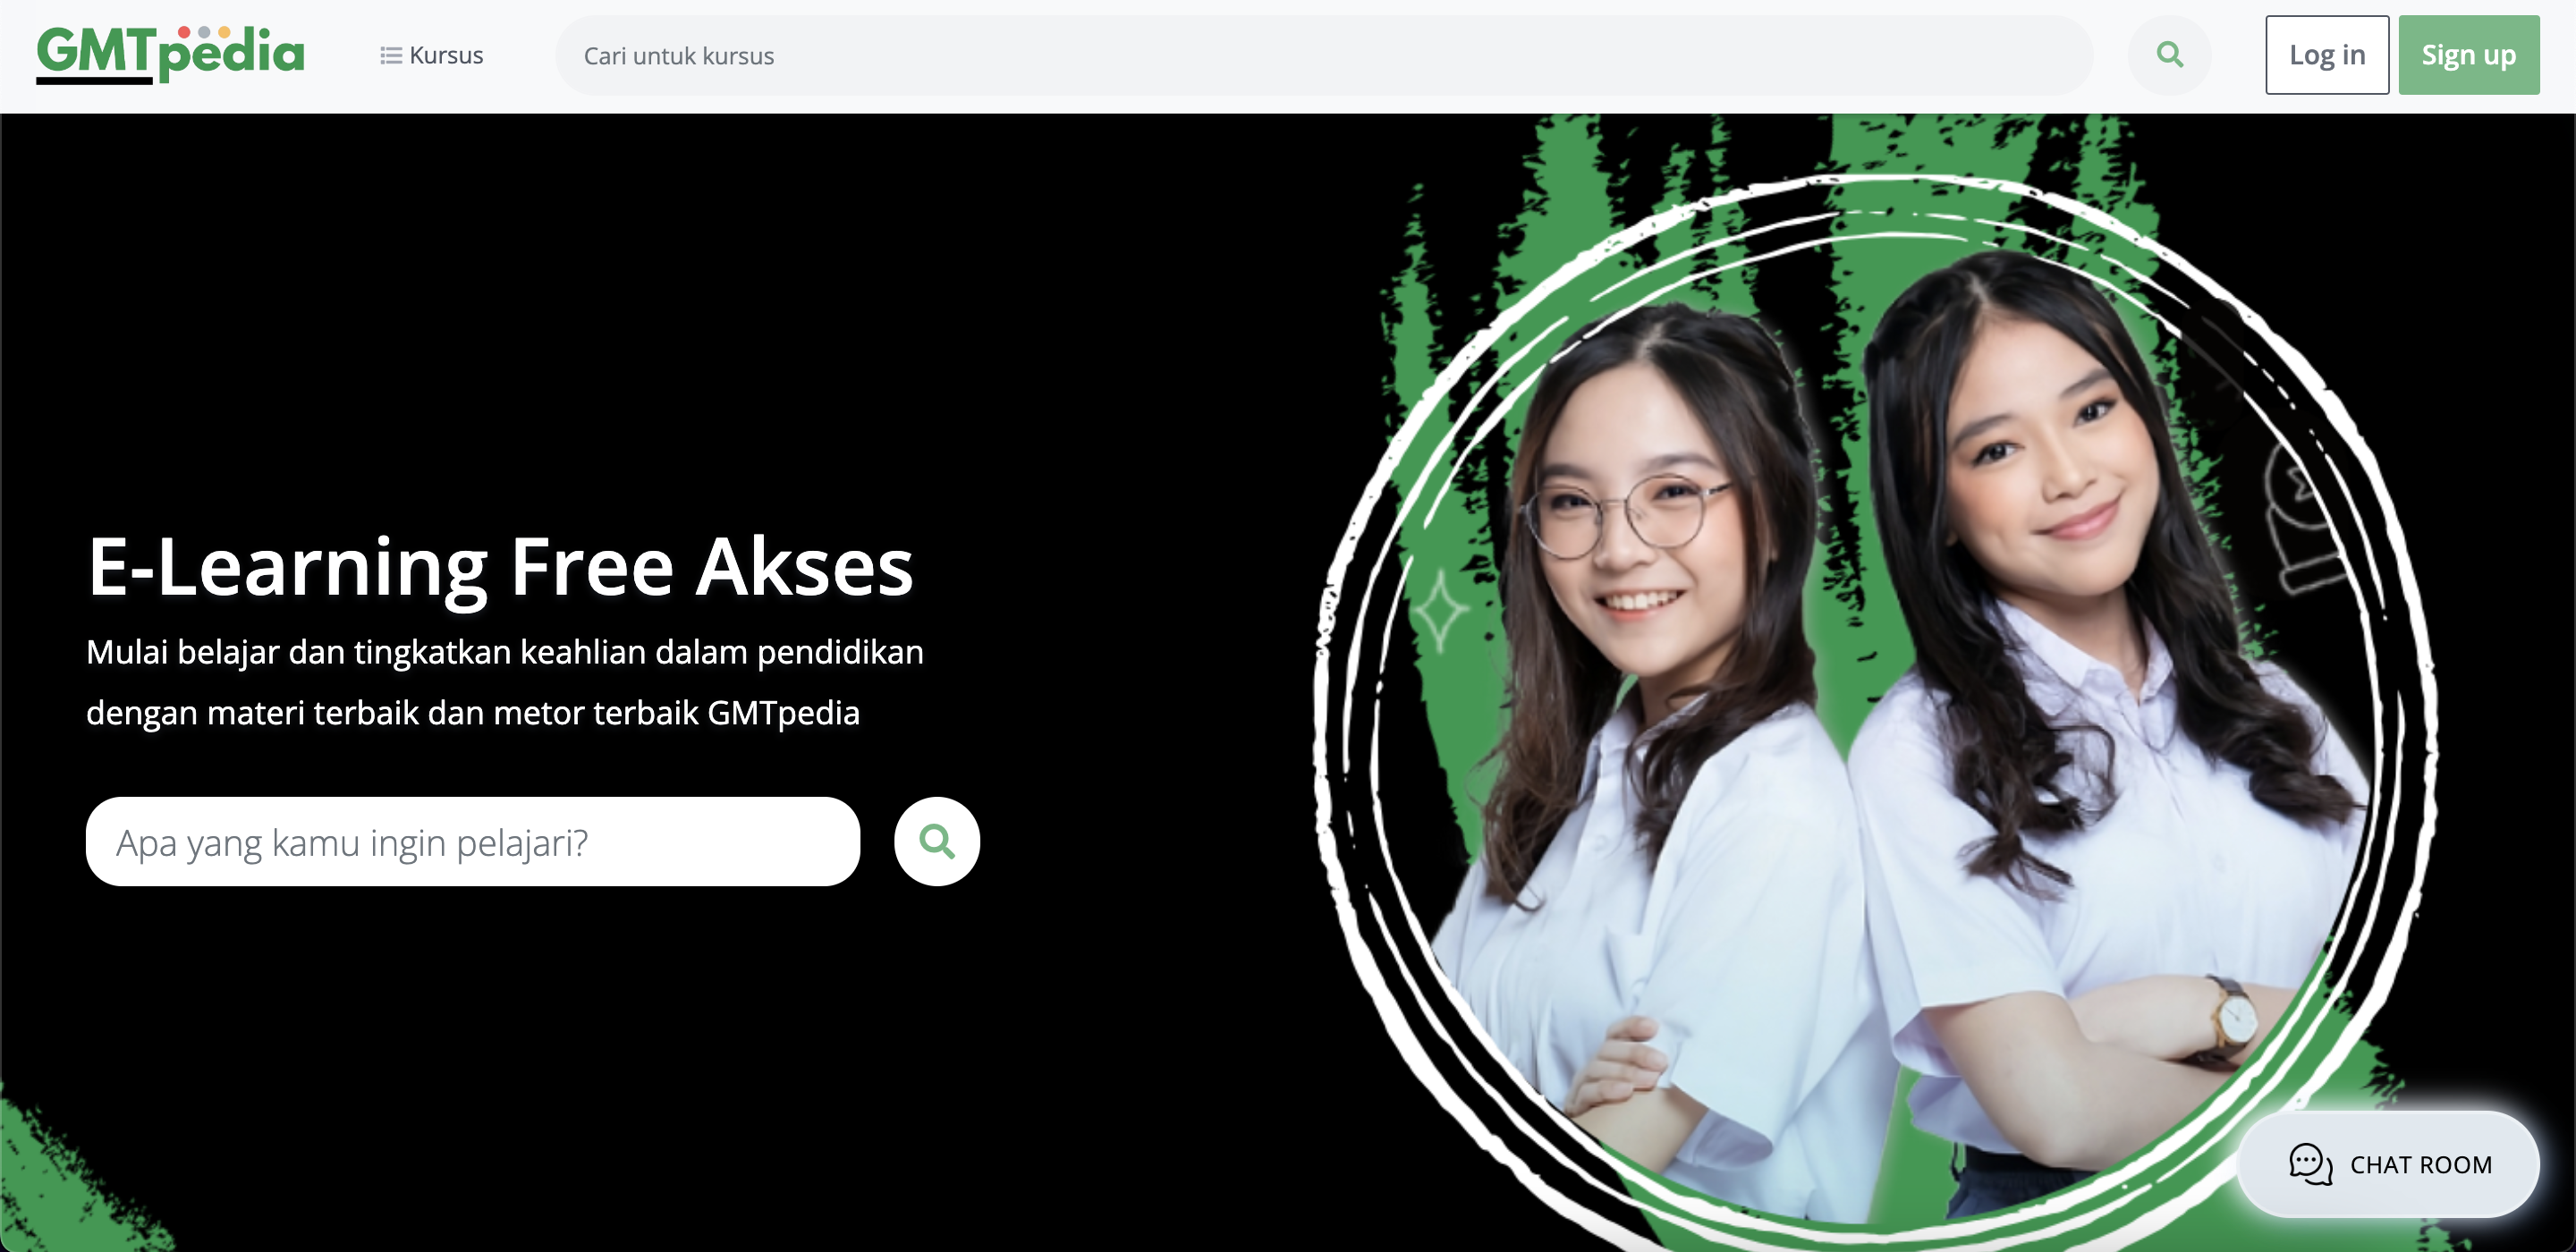 GMTpedia
Kursus
Cari untuk kursus
Log in
Sign up
E-Learning Free Akses
Mulai belajar dan tingkatkan keahlian dalam pendidikan
dengan materi terbaik dan metor terbaik GMTpedia
Apa yang kamu ingin pelajari?
CHAT ROOM